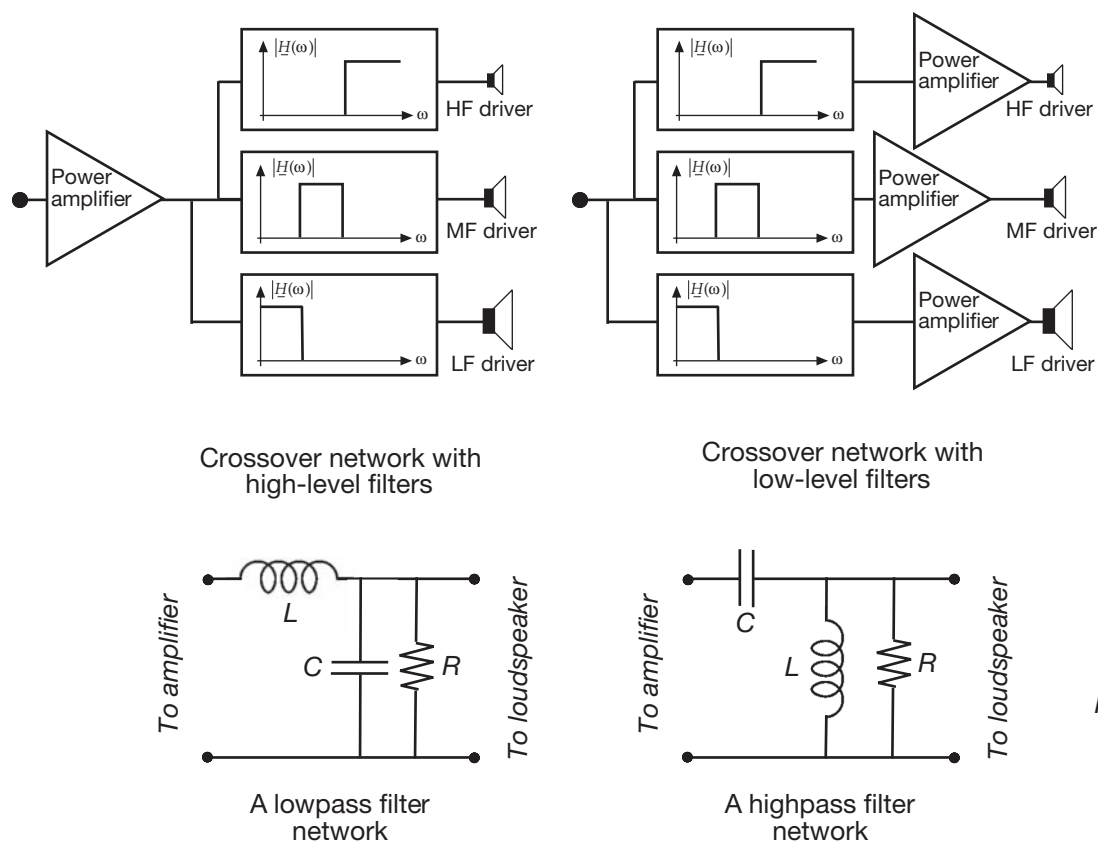 |H(ω)|
ω
HF driver
Power
amplifier
|H(ω)|
ω
MF driver
|H(ω)|
ω
LF driver
Crossover network with
high-level filters
|H(ω)|
ω
Power
amplifier
HF driver
|H(ω)|
ω
Power
amplifier
MF driver
|H(ω)|
ω
Power
amplifier
LF driver
Crossover network with
low-level filters
To amplifier
L
C
R
To loudspeaker
A lowpass filter
network
To amplifier
C
L
R
To loudspeaker
A highpass filter
network